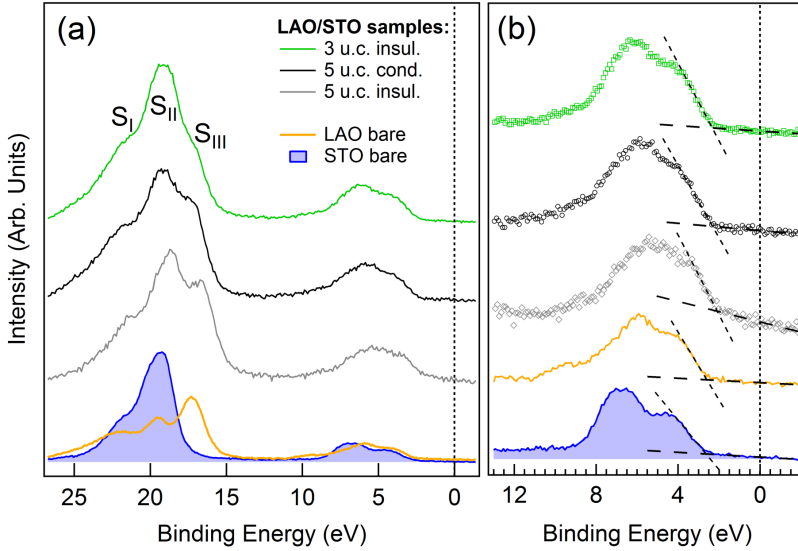 (a)
LAO/STO samples:
3 u.c. insul.
5 u.c. cond.
5 u.c. insul.
LAO bare
STO bare
S_I
S_II
S_III
Intensity (Arb. Units)
25 20 15 10 5 0
Binding Energy (eV)
(b)
12 8 4 0
Binding Energy (eV)